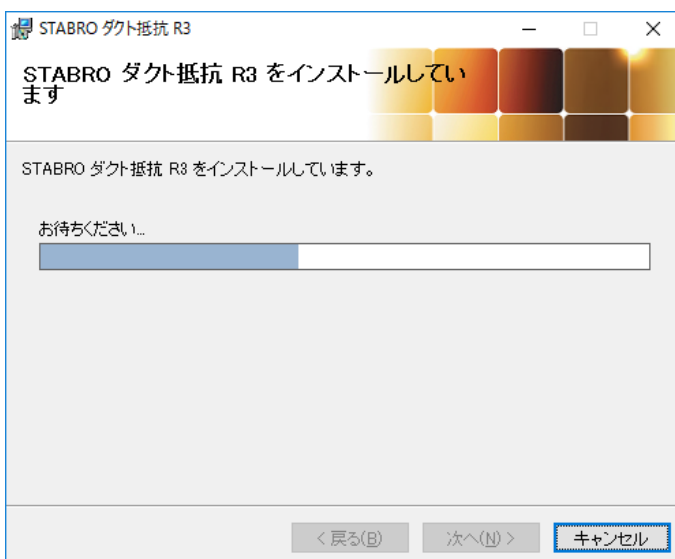 STABRO ダクト抵抗 R3
STABRO ダクト抵抗 R3 をインストールしてい
ます
STABRO ダクト抵抗 R3 をインストールしています。
お待ちください...
< 戻る(B)
次へ(N) >
キャンセル